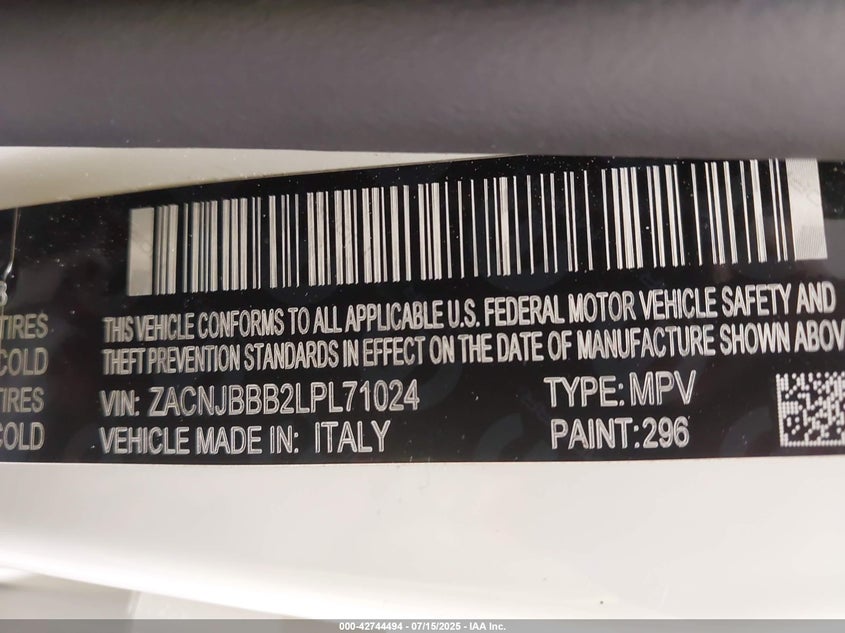 TIRES
COLD
TIRES
COLD
THIS VEHICLE CONFORMS TO ALL APPLICABLE U.S. FEDERAL MOTOR VEHICLE SAFETY AND
THEFT PREVENTION STANDARDS IN EFFECT ON THE DATE OF MANUFACTURE SHOWN ABOV
VIN: ZACNJBBB2LPL71024 TYPE: MPV
VEHICLE MADE IN: ITALY PAINT:296
000-42744494 - 07/15/2025 - IAA Inc.